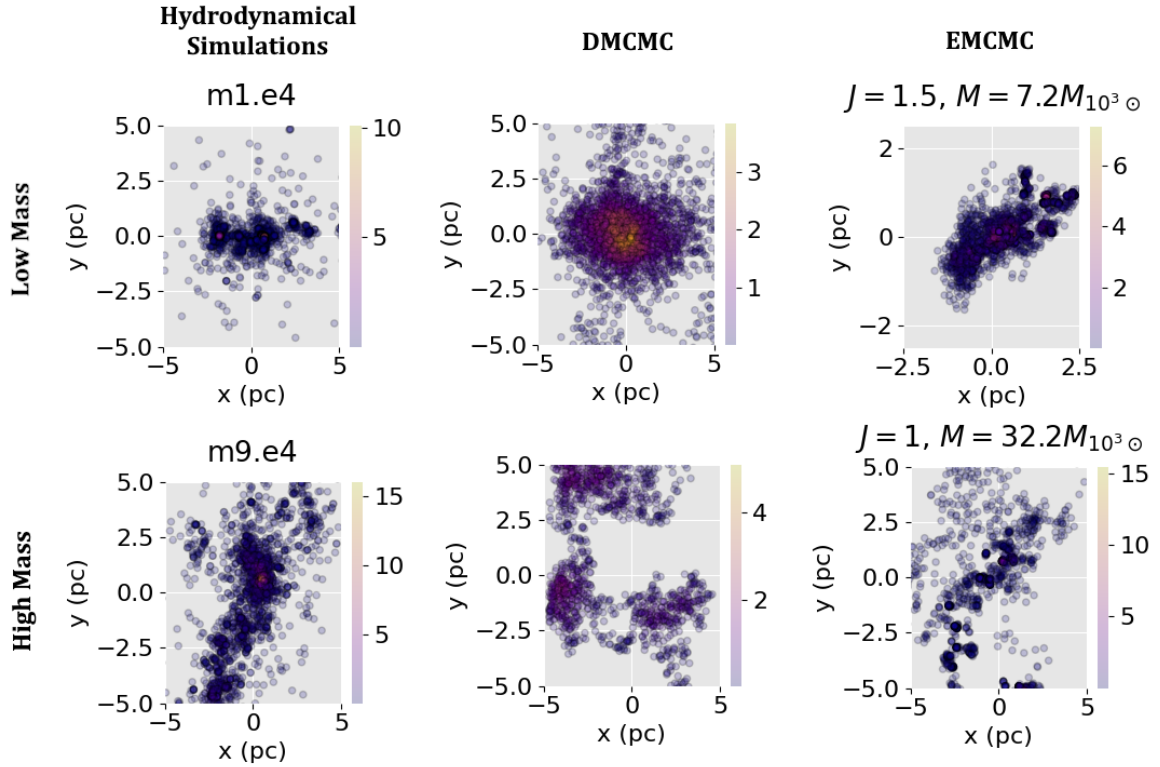 Hydrodynamical
Simulations
DMCMC
EMCMC
Low Mass
m1.e4
5.0
2.5
0.0
−2.5
−5.0
y (pc)
−5
0
5
x (pc)
10
5
5.0
2.5
0.0
−2.5
−5.0
y (pc)
−5
0
5
x (pc)
3
2
1
J = 1.5, M = 7.2M₁₀³ ⊙
2
0
−2
y (pc)
−2.5
0.0
2.5
x (pc)
6
4
2
High Mass
m9.e4
5.0
2.5
0.0
−2.5
−5.0
y (pc)
−5
0
5
x (pc)
15
10
5
5.0
2.5
0.0
−2.5
−5.0
y (pc)
−5
0
5
x (pc)
4
2
J = 1, M = 32.2M₁₀³ ⊙
5.0
2.5
0.0
−2.5
−5.0
y (pc)
−5
0
5
x (pc)
15
10
5